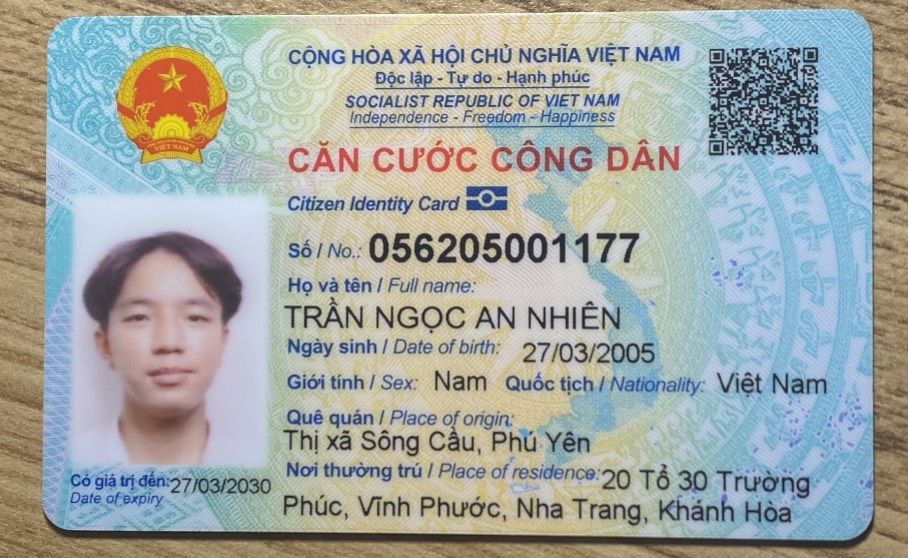 CỘNG HÒA XÃ HỘI CHỦ NGHĨA VIỆT NAM
Độc lập - Tự do - Hạnh phúc
SOCIALIST REPUBLIC OF VIET NAM
Independence - Freedom - Happiness
CĂN CƯỚC CÔNG DÂN
Citizen Identity Card
Số / No.: 056205001177
Họ và tên / Full name:
TRẦN NGỌC AN NHIÊN
Ngày sinh / Date of birth: 27/03/2005
Giới tính / Sex: Nam Quốc tịch / Nationality: Việt Nam
Quê quán / Place of origin:
Thị xã Sông Cầu, Phú Yên
Nơi thường trú / Place of residence: 20 Tổ 30 Trường
Phúc, Vĩnh Phước, Nha Trang, Khánh Hòa
Có giá trị đến: 27/03/2030
Date of expiry
VIỆT NAM